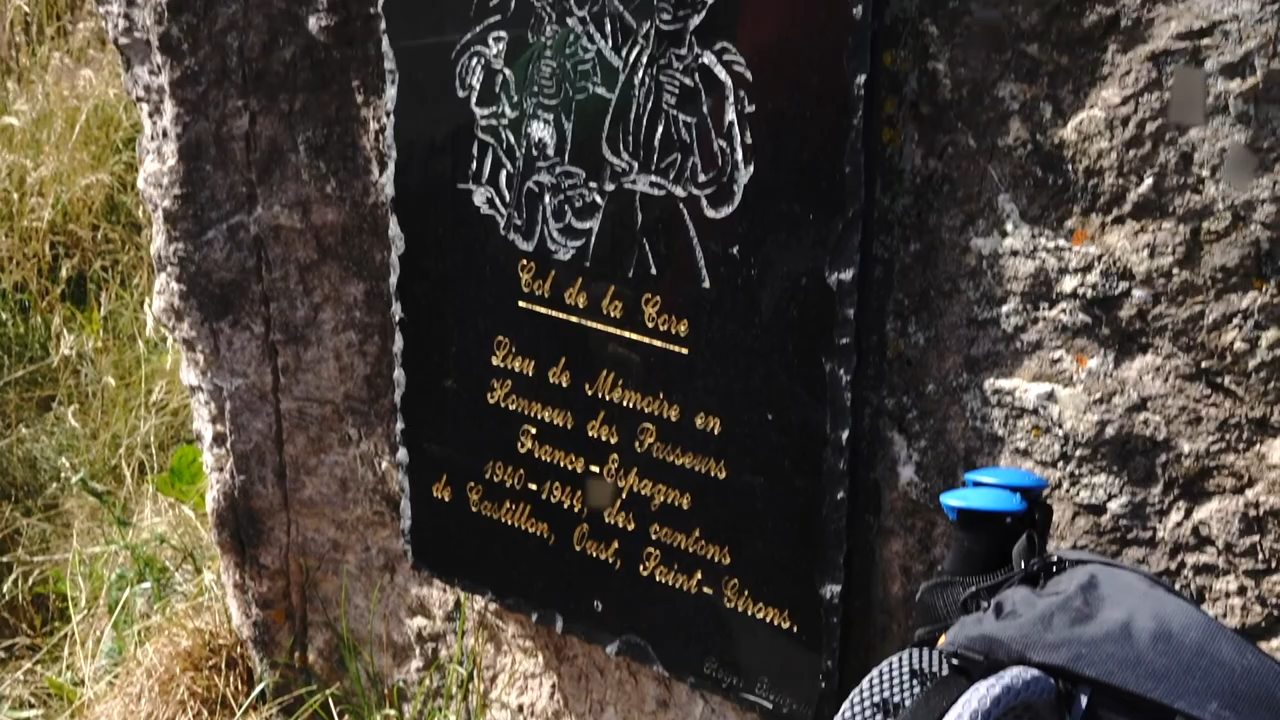 Col de la Core
Lieu de Mémoire en
Honneur des Passeurs
France-Espagne
1940-1944, des cantons
de Castillon, Oust, Saint-Girons.